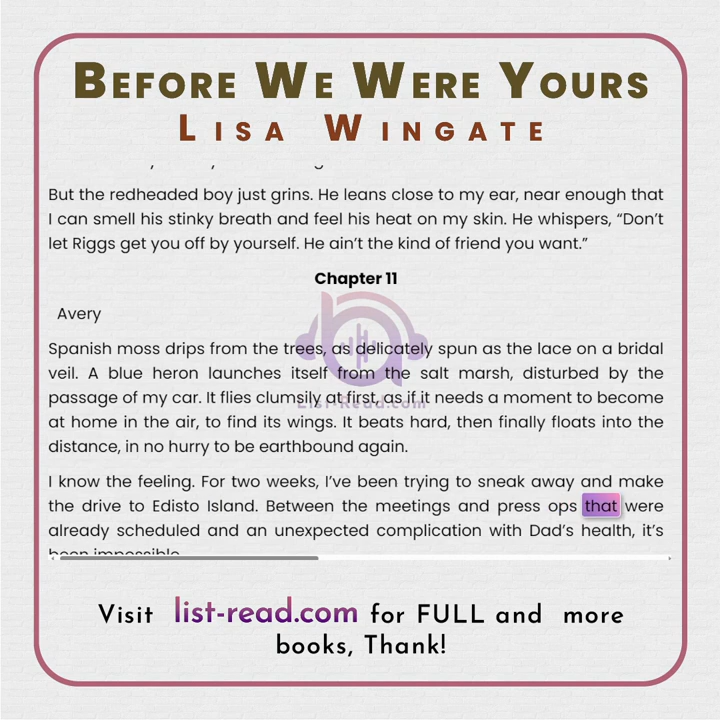 BEFORE WE WERE YOURS
LISA WINGATE
But the redheaded boy just grins. He leans close to my ear, near enough that
I can smell his stinky breath and feel his heat on my skin. He whispers, “Don’t
let Riggs get you off by yourself. He ain’t the kind of friend you want.”
Chapter 11
Avery
Spanish moss drips from the trees, as delicately spun as the lace on a bridal
veil. A blue heron launches itself from the salt marsh, disturbed by the
passage of my car. It flies clumsily at first, as if it needs a moment to become
at home in the air, to find its wings. It beats hard, then finally floats into the
distance, in no hurry to be earthbound again.
List-Read.com
I know the feeling. For two weeks, I’ve been trying to sneak away and make
the drive to Edisto Island. Between the meetings and press ops that were
already scheduled and an unexpected complication with Dad’s health, it’s
been impossible.
Visit list-read.com for FULL and more
books, Thank!